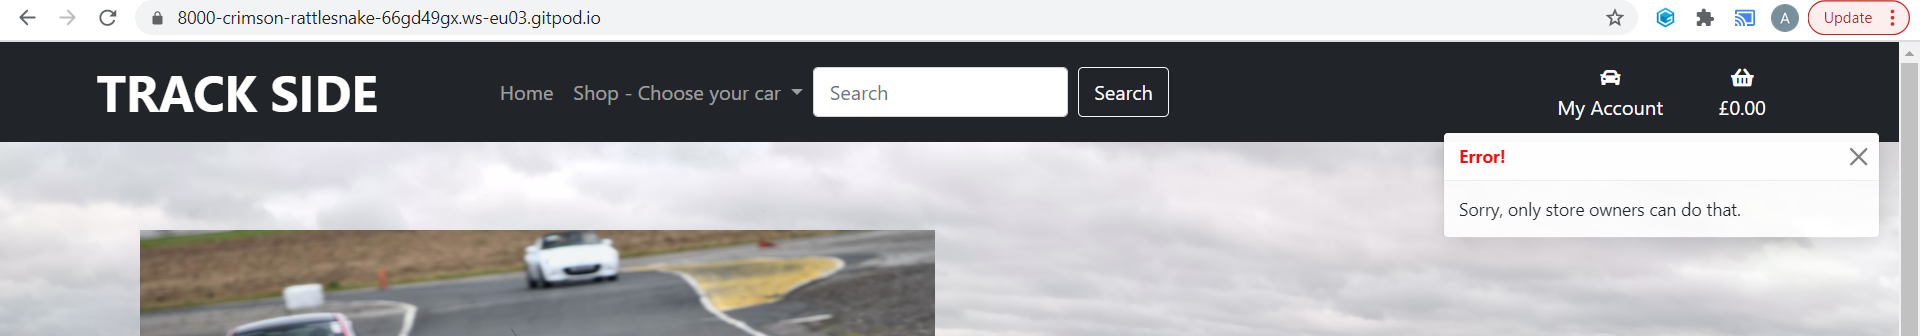 8000-crimson-rattlesnake-66gd49gx.ws-eu03.gitpod.io
A
Update
TRACK SIDE
Home
Shop - Choose your car
Search
Search
My Account
£0.00
Error!
Sorry, only store owners can do that.